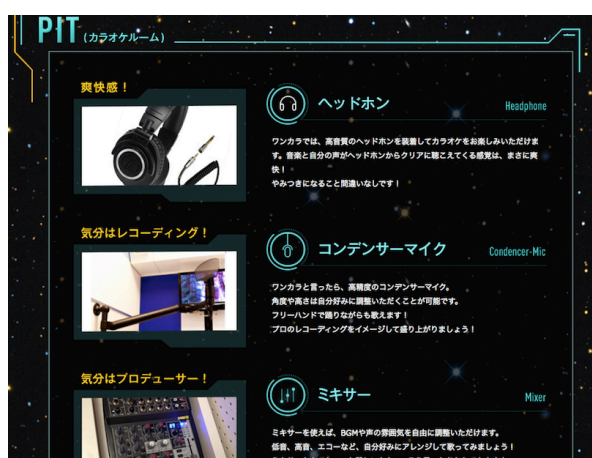 PIT (カラオケルーム)
爽快感！
ヘッドホン Headphone
ワンカラでは、高音質のヘッドホンを装着してカラオケをお楽しみいただけま
す。音楽と自分の声がヘッドホンからクリアに聴こえてくる感覚は、まさに爽
快！
やみつきになること間違いなしです！
気分はレコーディング！
コンデンサーマイク Condencer-Mic
ワンカラと言ったら、高精度のコンデンサーマイク。
角度や高さは自分好みに調整いただくことが可能です。
フリーハンドで踊りながらも歌えます！
プロのレコーディングをイメージして盛り上がりましょう！
気分はプロデューサー！
ミキサー Mixer
ミキサーを使えば、BGMや声の雰囲気を自由に調整いただけます。
低音、高音、エコーなど、自分好みにアレンジして歌ってみましょう！